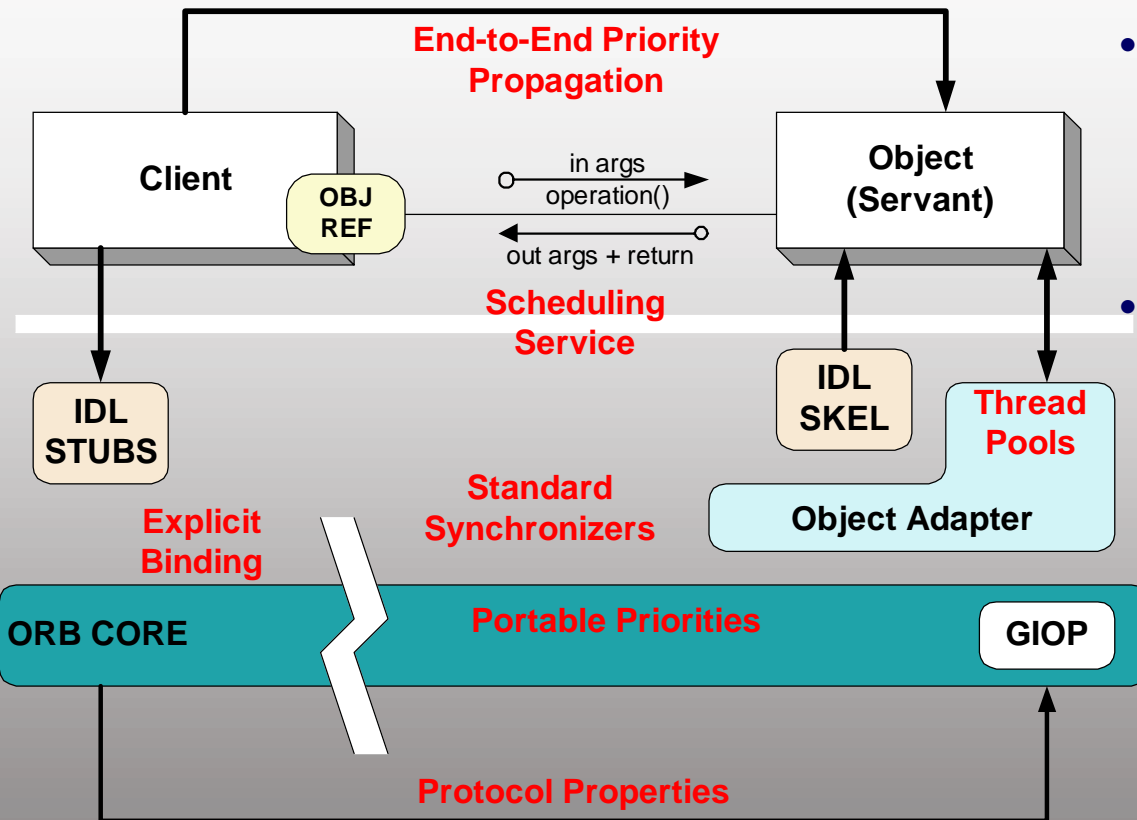 End-to-End Priority
Propagation
Client
OBJ
REF
in args
operation()
out args + return
Object
(Servant)
Scheduling
Service
IDL
STUBS
IDL
SKEL
Thread
Pools
Explicit
Binding
Standard
Synchronizers
Object Adapter
ORB CORE
Portable Priorities
GIOP
Protocol Properties